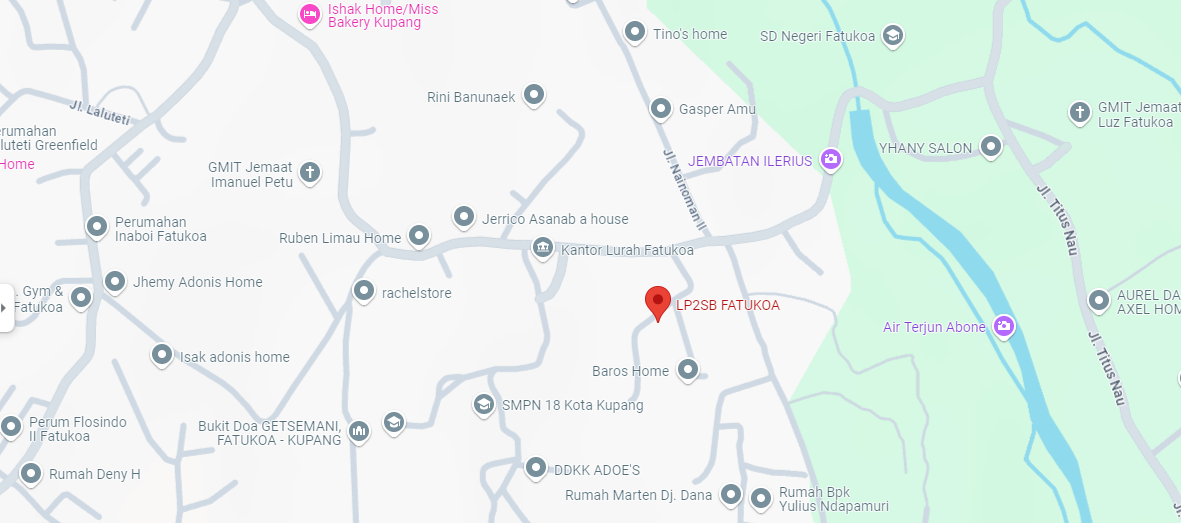 Ishak Home/Miss
Bakery Kupang
Tino's home
SD Negeri Fatukoa
Rini Banunaek
Gasper Amu
Jl. Laluteti
GMIT Jemaat
Luz Fatukoa
erumahan
aluteti Greenfield
Home
GMIT Jemaat
Imanuel Petu
Jl. Nainoman II
JEMBATAN ILERIUS
YHANY SALON
Perumahan
Inaboi Fatukoa
Jerrico Asanab a house
Ruben Limau Home
Kantor Lurah Fatukoa
Jl. Titus Nau
. Gym &
Fatukoa
Jhemy Adonis Home
rachelstore
LP2SB FATUKOA
AUREL DA
AXEL HOM
Air Terjun Abone
Isak adonis home
Baros Home
Jl. Titus Nau
SMPN 18 Kota Kupang
Perum Flosindo
II Fatukoa
Bukit Doa GETSEMANI,
FATUKOA - KUPANG
Rumah Deny H
DDKK ADOE'S
Rumah Marten Dj. Dana
Rumah Bpk
Yulius Ndapamuri